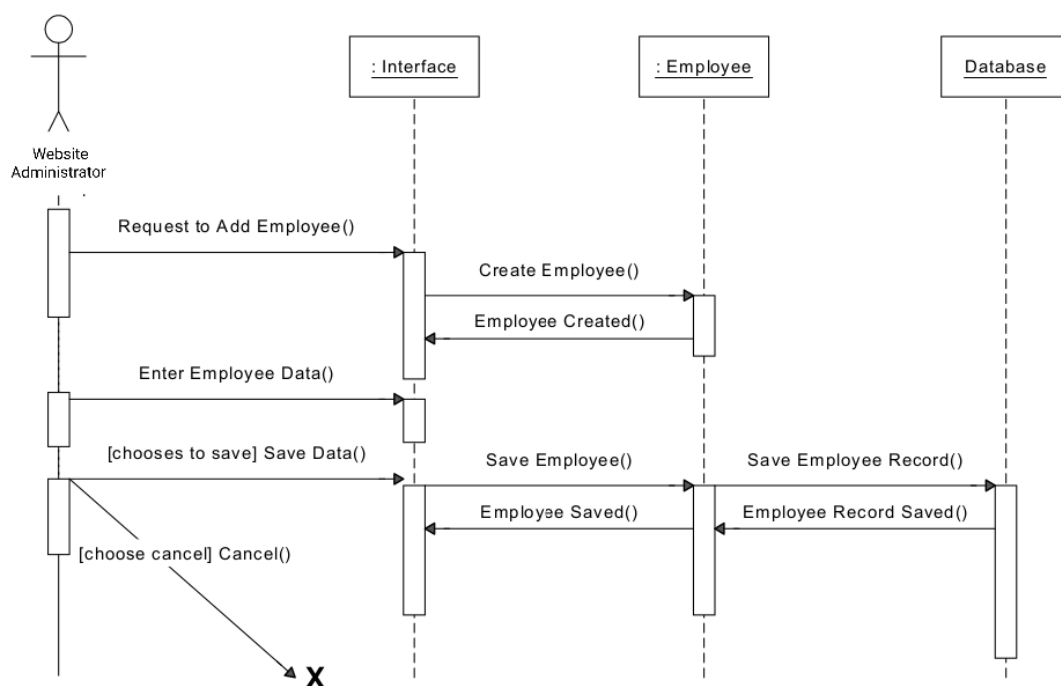 : Interface
: Employee
Database
Website
Administrator
Request to Add Employee()
Create Employee()
Employee Created()
Enter Employee Data()
[chooses to save] Save Data()
Save Employee()
Save Employee Record()
Employee Saved()
Employee Record Saved()
[choose cancel] Cancel()
X